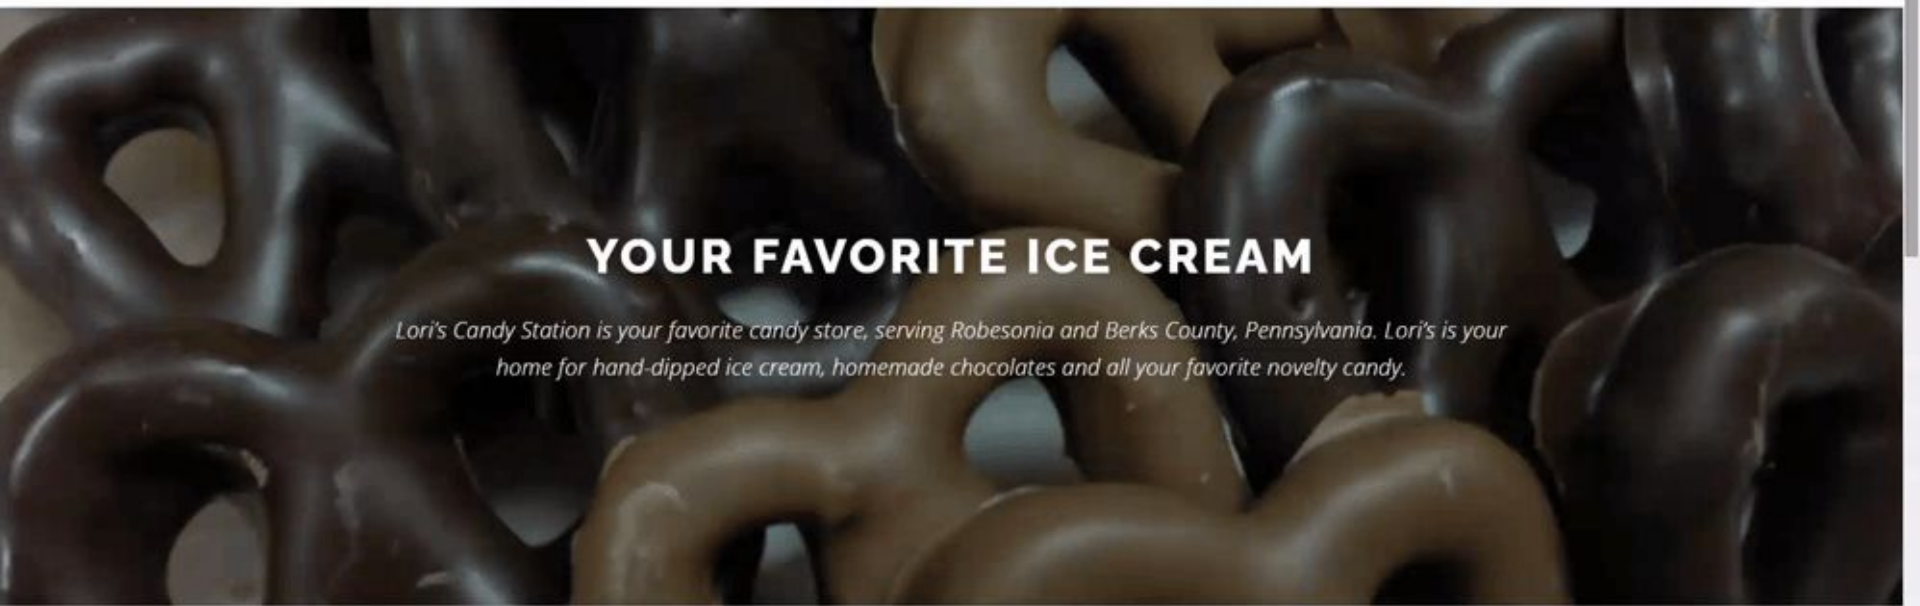 YOUR FAVORITE ICE CREAM
Lori's Candy Station is your favorite candy store, serving Robesonia and Berks County, Pennsylvania. Lori's is your
home for hand-dipped ice cream, homemade chocolates and all your favorite novelty candy.